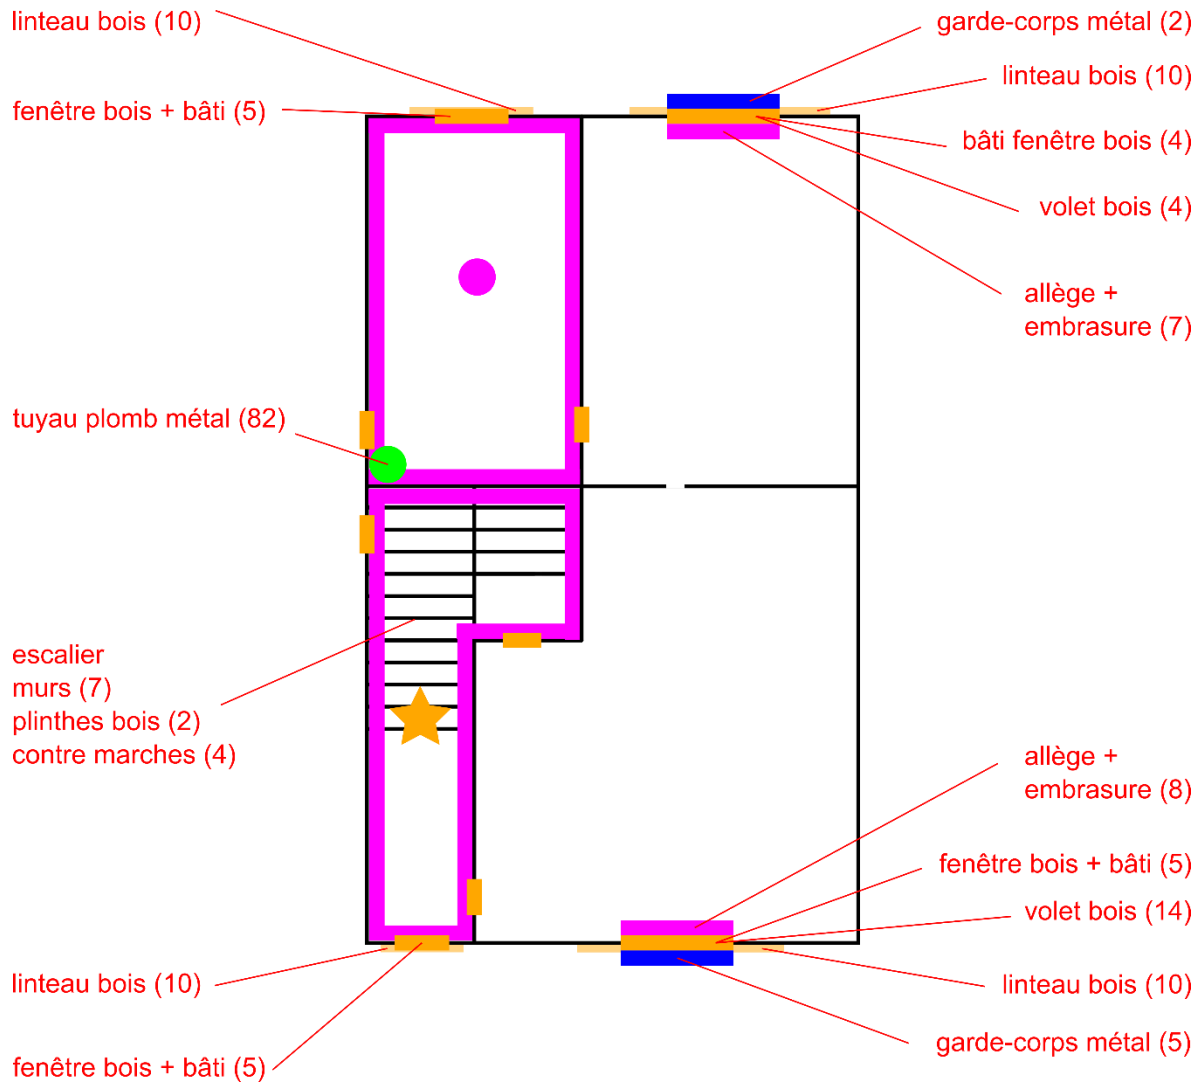 linteau bois (10)
fenêtre bois + bâti (5)
tuyau plomb métal (82)
escalier
murs (7)
plinthes bois (2)
contre marches (4)
linteau bois (10)
fenêtre bois + bâti (5)
garde-corps métal (2)
linteau bois (10)
bâti fenêtre bois (4)
volet bois (4)
allège +
embrasure (7)
allège +
embrasure (8)
fenêtre bois + bâti (5)
volet bois (14)
linteau bois (10)
garde-corps métal (5)